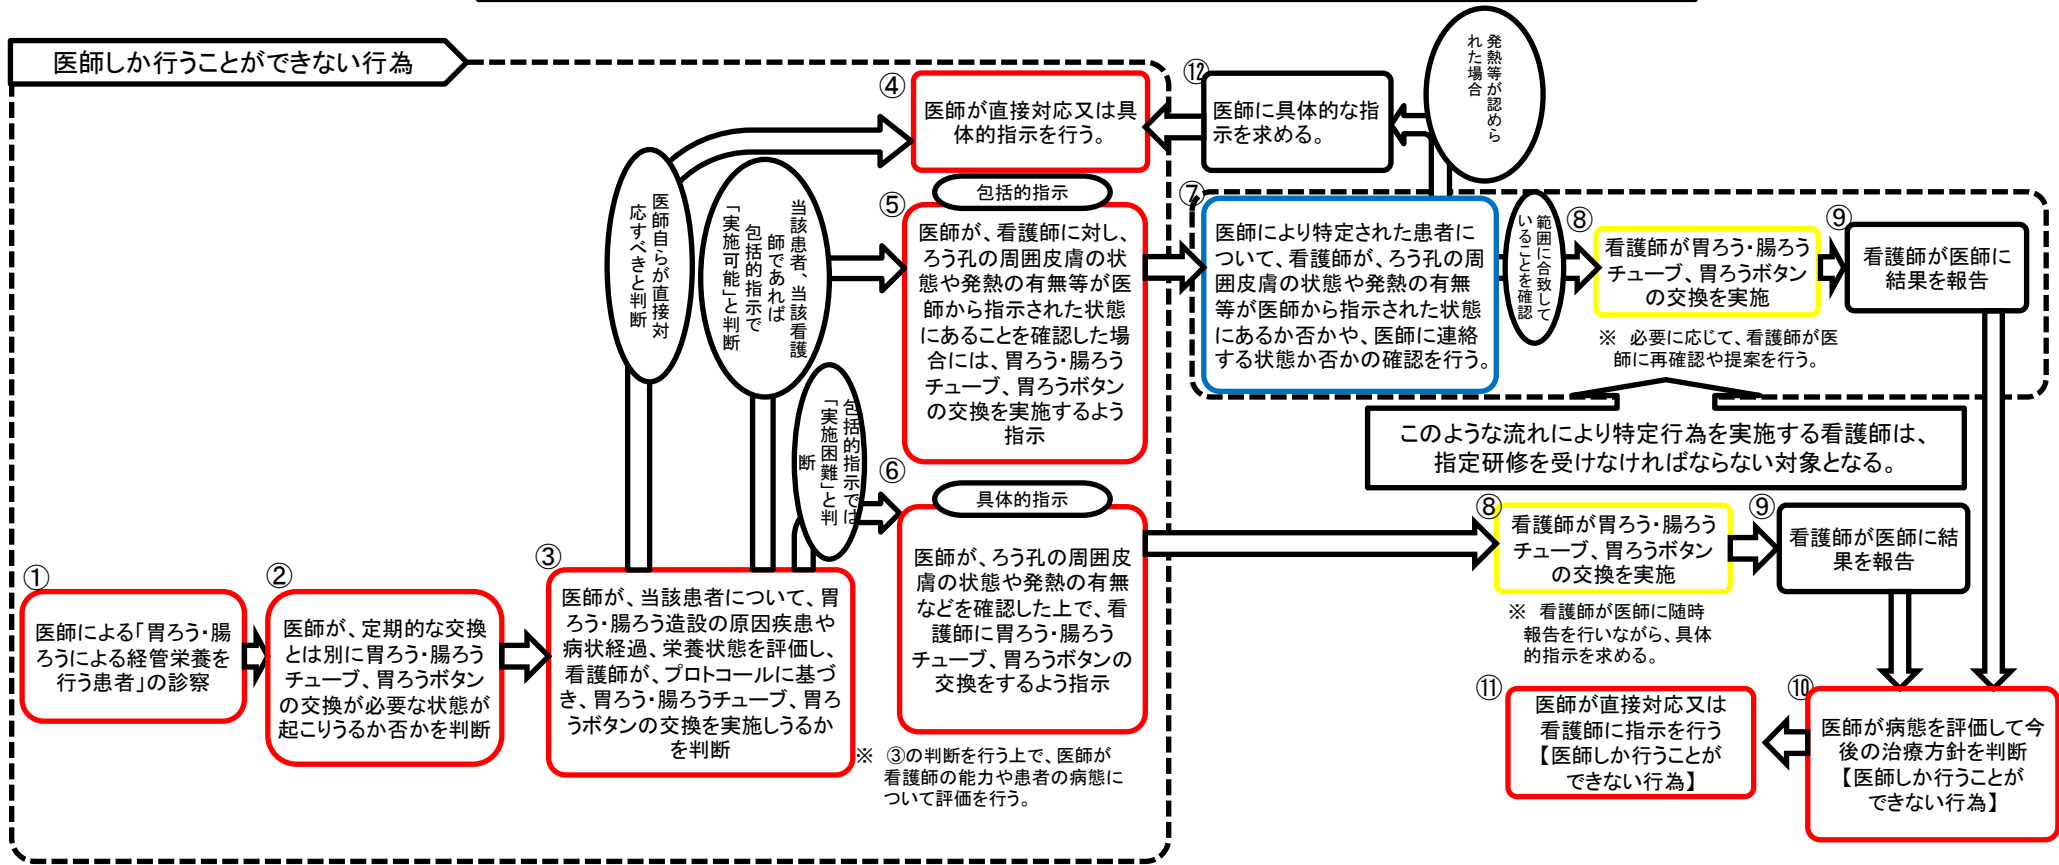 医師しか行うことができない行為
①
医師による「胃ろう・腸
ろうによる経管栄養を
行う患者」の診察
②
医師が、定期的な交換
とは別に胃ろう・腸ろう
チューブ、胃ろうボタン
の交換が必要な状態が
起こりうるか否かを判断
③
医師が、当該患者について、胃
ろう・腸ろう造設の原因疾患や
病状経過、栄養状態を評価し、
看護師が、プロトコールに基づ
き、胃ろう・腸ろうチューブ、胃ろ
うボタンの交換を実施しうるか
を判断
※ ③の判断を行う上で、医師が
看護師の能力や患者の病態に
ついて評価を行う。
医師自らが直接対
応すべきと判断
当該患者、当該看護
師であれば
包括的指示で
「実施可能」と判断
包括的指示では
「実施困難」と判
断
④
医師が直接対応又は具
体的指示を行う。
⑤
包括的指示
医師が、看護師に対し、
ろう孔の周囲皮膚の状
態や発熱の有無等が医
師から指示された状態
にあることを確認した場
合には、胃ろう・腸ろう
チューブ、胃ろうボタン
の交換を実施するよう
指示
⑥
具体的指示
医師が、ろう孔の周囲皮
膚の状態や発熱の有無
などを確認した上で、看
護師に胃ろう・腸ろう
チューブ、胃ろうボタンの
交換をするよう指示
⑫
医師に具体的な指
示を求める。
発熱等が認めら
れた場合
⑦
医師により特定された患者に
ついて、看護師が、ろう孔の周
囲皮膚の状態や発熱の有無
等が医師から指示された状態
にあるか否かや、医師に連絡
する状態か否かの確認を行う。
範囲に合致して
いることを確認
⑧
看護師が胃ろう・腸ろう
チューブ、胃ろうボタン
の交換を実施
※ 必要に応じて、看護師が医
師に再確認や提案を行う。
⑨
看護師が医師に
結果を報告
このような流れにより特定行為を実施する看護師は、
指定研修を受けなければならない対象となる。
⑧
看護師が胃ろう・腸ろう
チューブ、胃ろうボタン
の交換を実施
※ 看護師が医師に随時
報告を行いながら、具体
的指示を求める。
⑨
看護師が医師に結
果を報告
⑪
医師が直接対応又は
看護師に指示を行う
【医師しか行うことが
できない行為】
⑩
医師が病態を評価して今
後の治療方針を判断
【医師しか行うことが
できない行為】